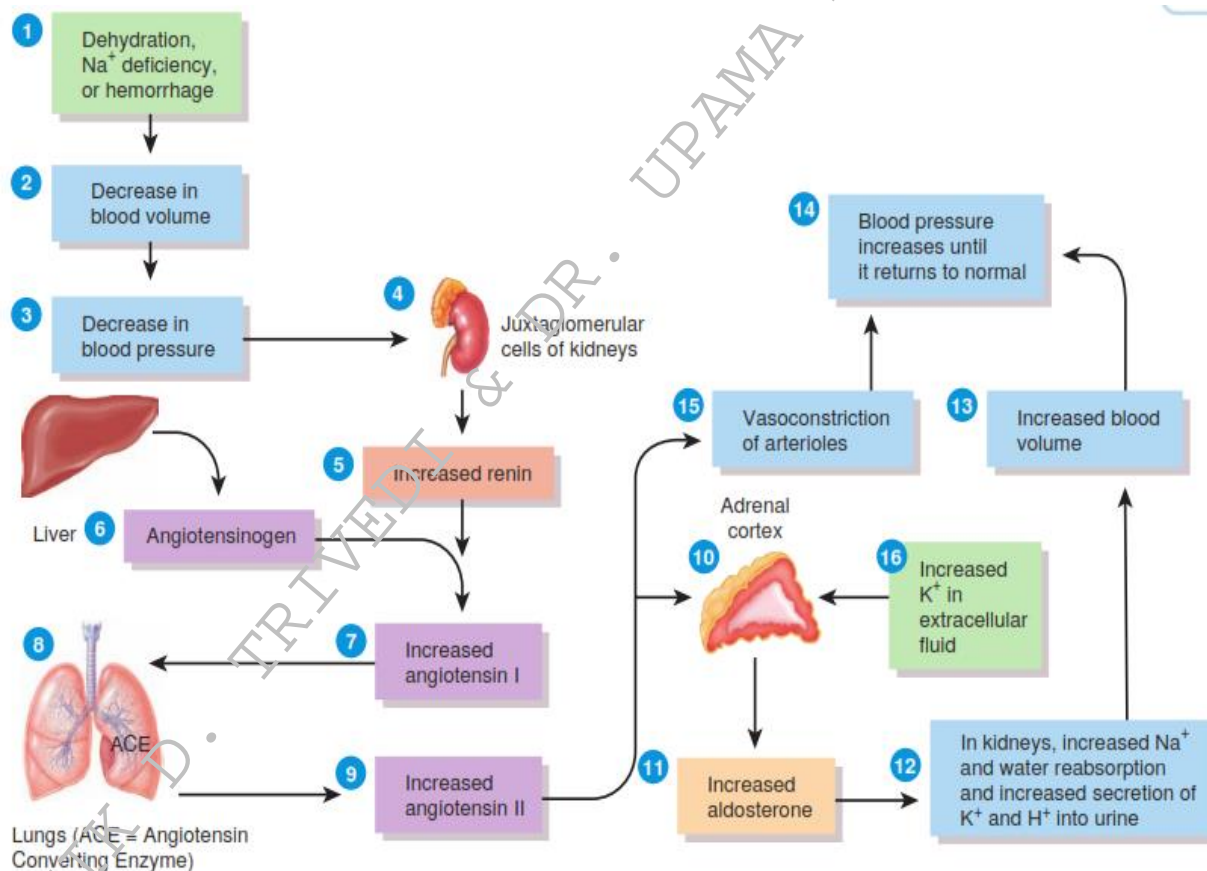 1
Dehydration,
Na+ deficiency,
or hemorrhage
2
Decrease in
blood volume
3
Decrease in
blood pressure
4
Juxtaglomerular
cells of kidneys
5
Increased renin
Liver
6
Angiotensinogen
7
Increased
angiotensin I
8
ACE
Lungs (ACE = Angiotensin
Converting Enzyme)
9
Increased
angiotensin II
10
Adrenal
cortex
11
Increased
aldosterone
12
In kidneys, increased Na+
and water reabsorption
and increased secretion of
K+ and H+ into urine
13
Increased blood
volume
14
Blood pressure
increases until
it returns to normal
15
Vasoconstriction
of arterioles
16
Increased
K+ in
extracellular
fluid
D. TRIVEDI & DR. UPAMA